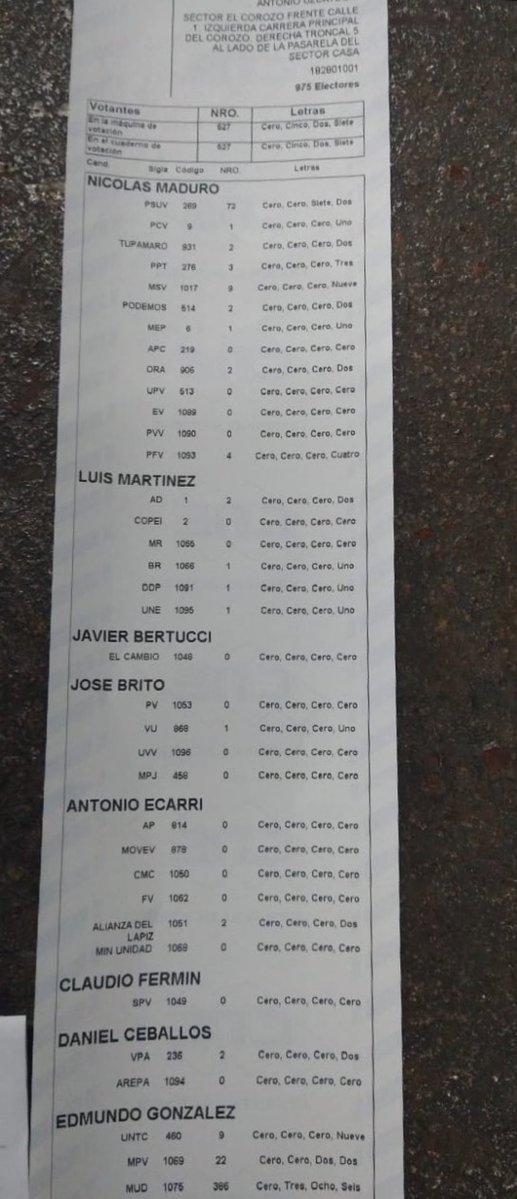 ANTONIO
SECTOR EL COROZO FRENTE CALLE
1 IZQUIERDA CARRERA PRINCIPAL
DEL COROZO DERECHA TRONCAL 5
AL LADO DE LA PASARELA DEL
SECTOR CASA
182801001
975 Electores
Votantes NRO. Letras
En la máquina de votación 627 Cero, Cinco, Dos, Siete
En el cuaderno de votación 627 Cero, Cinco, Dos, Siete
Cand. Sigla Código NRO. Letras
NICOLAS MADURO
PSUV 269 72 Cero, Cero, Siete, Dos
PCV 9 1 Cero, Cero, Cero, Uno
TUPAMARO 931 2 Cero, Cero, Cero, Dos
PPT 276 3 Cero, Cero, Cero, Tres
MSV 1017 9 Cero, Cero, Cero, Nueve
PODEMOS 514 2 Cero, Cero, Cero, Dos
MEP 6 1 Cero, Cero, Cero, Uno
APC 219 0 Cero, Cero, Cero, Cero
ORA 906 2 Cero, Cero, Cero, Dos
UPV 513 0 Cero, Cero, Cero, Cero
EV 1089 0 Cero, Cero, Cero, Cero
PVV 1090 0 Cero, Cero, Cero, Cero
PFV 1093 4 Cero, Cero, Cero, Cuatro
LUIS MARTINEZ
AD 1 2 Cero, Cero, Cero, Dos
COPEI 2 0 Cero, Cero, Cero, Cero
MR 1065 0 Cero, Cero, Cero, Cero
BR 1066 1 Cero, Cero, Cero, Uno
DDP 1091 1 Cero, Cero, Cero, Uno
UNE 1095 1 Cero, Cero, Cero, Uno
JAVIER BERTUCCI
EL CAMBIO 1048 0 Cero, Cero, Cero, Cero
JOSE BRITO
PV 1053 0 Cero, Cero, Cero, Cero
VU 868 1 Cero, Cero, Cero, Uno
UVV 1096 0 Cero, Cero, Cero, Cero
MPJ 458 0 Cero, Cero, Cero, Cero
ANTONIO ECARRI
AP 814 0 Cero, Cero, Cero, Cero
MOVEV 878 0 Cero, Cero, Cero, Cero
CMC 1050 0 Cero, Cero, Cero, Cero
FV 1062 0 Cero, Cero, Cero, Cero
ALIANZA DEL 1051 2 Cero, Cero, Cero, Dos
LAPIZ
MIN UNIDAD 1068 0 Cero, Cero, Cero, Cero
CLAUDIO FERMIN
SPV 1049 0 Cero, Cero, Cero, Cero
DANIEL CEBALLOS
VPA 236 2 Cero, Cero, Cero, Dos
AREPA 1094 0 Cero, Cero, Cero, Cero
EDMUNDO GONZALEZ
UNTC 460 9 Cero, Cero, Cero, Nueve
MPV 1069 22 Cero, Cero, Dos, Dos
MUD 1075 386 Cero, Tres, Ocho, Seis